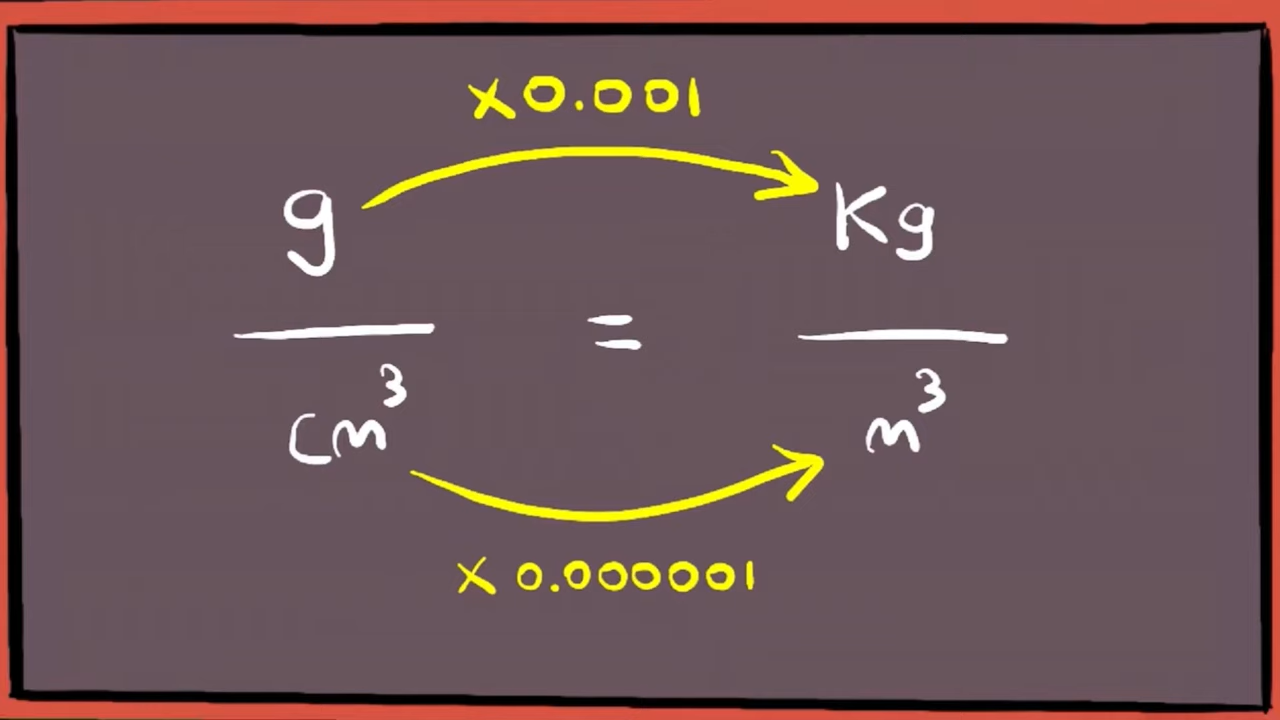 x0.001
g Kg
=
cm³ m³
x 0.000001